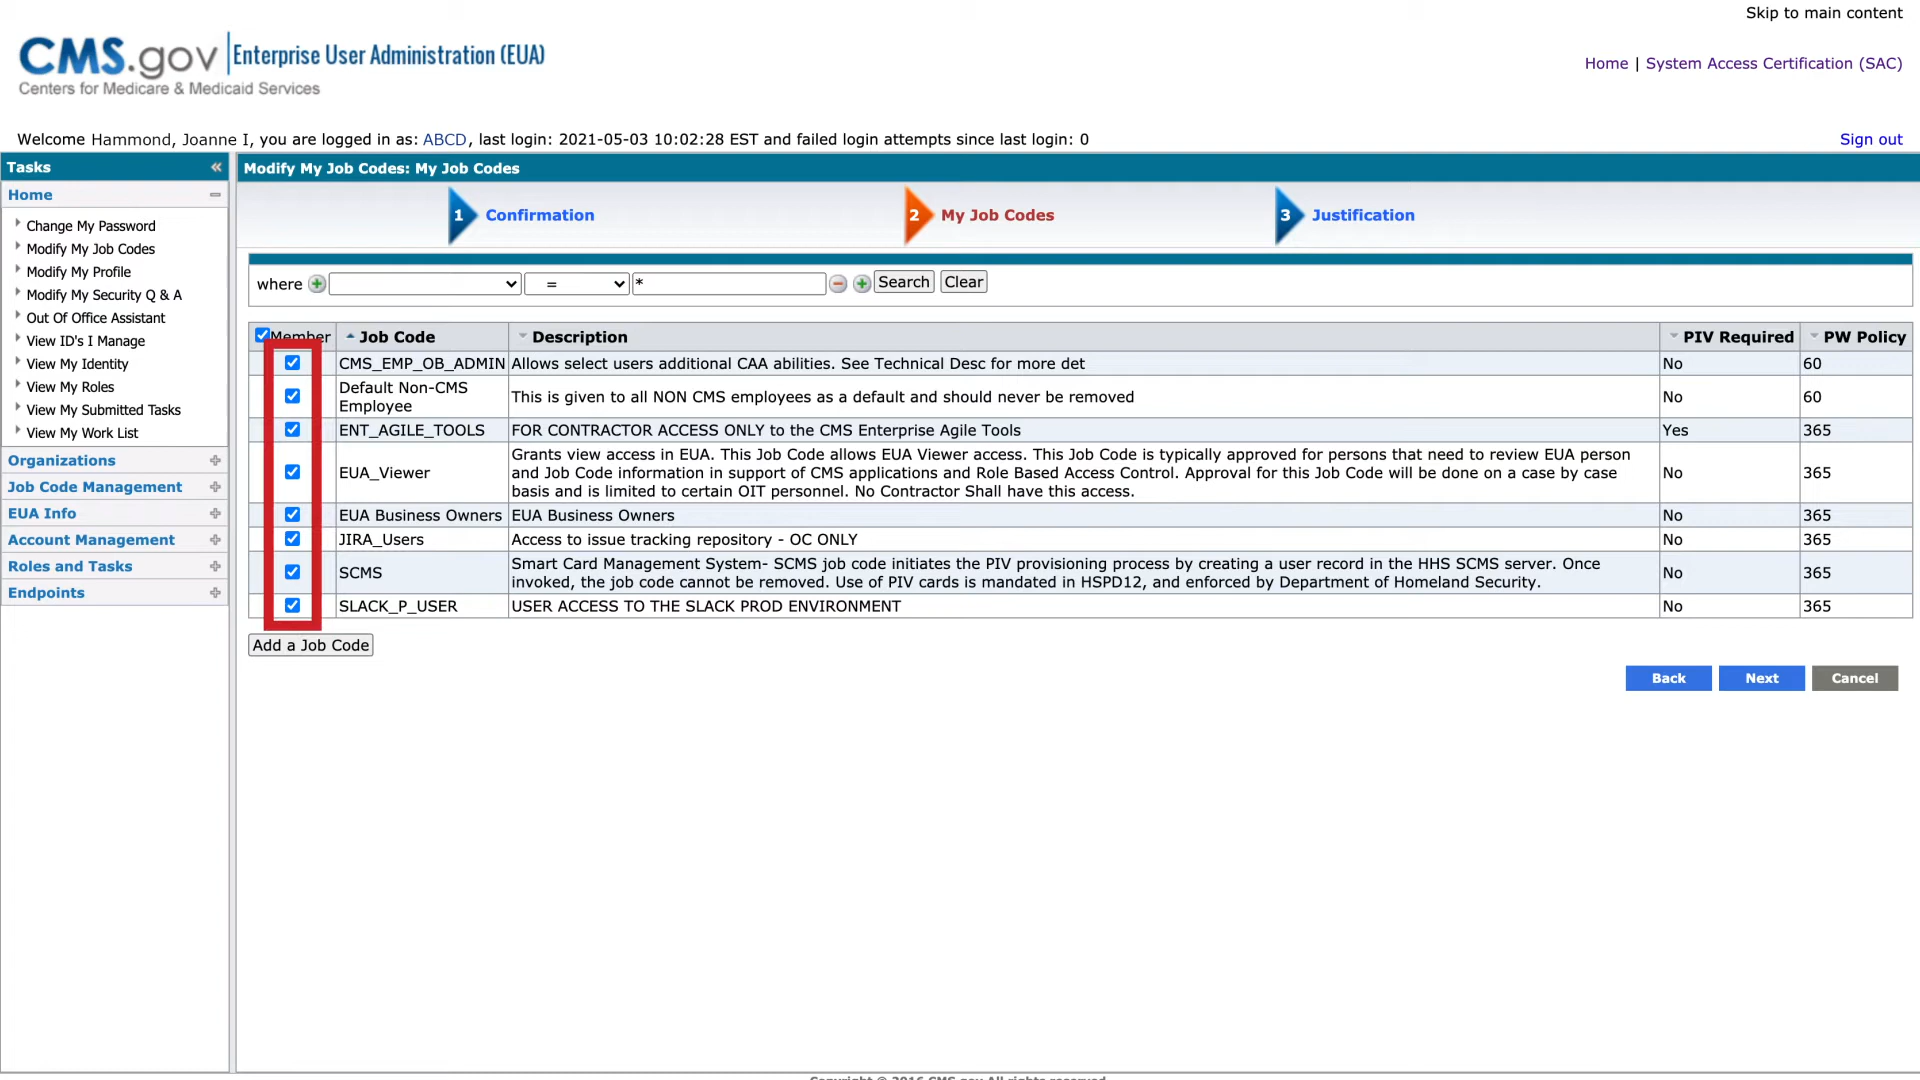 Skip to main content
CMS.gov Enterprise User Administration (EUA)
Centers for Medicare & Medicaid Services
Home | System Access Certification (SAC)
Welcome Hammond, Joanne I, you are logged in as: ABCD, last login: 2021-05-03 10:02:28 EST and failed login attempts since last login: 0
Sign out
Tasks
Home
Change My Password
Modify My Job Codes
Modify My Profile
Modify My Security Q & A
Out Of Office Assistant
View ID's I Manage
View My Identity
View My Roles
View My Submitted Tasks
View My Work List
Organizations
Job Code Management
EUA Info
Account Management
Roles and Tasks
Endpoints
Modify My Job Codes: My Job Codes
1 Confirmation
2 My Job Codes
3 Justification
where = * Search Clear
Member Job Code Description PIV Required PW Policy
CMS_EMP_OB_ADMIN Allows select users additional CAA abilities. See Technical Desc for more det No 60
Default Non-CMS
Employee
This is given to all NON CMS employees as a default and should never be removed No 60
ENT_AGILE_TOOLS FOR CONTRACTOR ACCESS ONLY to the CMS Enterprise Agile Tools Yes 365
EUA_Viewer
Grants view access in EUA. This Job Code allows EUA Viewer access. This Job Code is typically approved for persons that need to review EUA person
and Job Code information in support of CMS applications and Role Based Access Control. Approval for this Job Code will be done on a case by case
basis and is limited to certain OIT personnel. No Contractor Shall have this access.
No 365
EUA Business Owners EUA Business Owners No 365
JIRA_Users Access to issue tracking repository - OC ONLY No 365
SCMS
Smart Card Management System- SCMS job code initiates the PIV provisioning process by creating a user record in the HHS SCMS server. Once
invoked, the job code cannot be removed. Use of PIV cards is mandated in HSPD12, and enforced by Department of Homeland Security.
No 365
SLACK_P_USER USER ACCESS TO THE SLACK PROD ENVIRONMENT No 365
Add a Job Code
Back Next Cancel
Copyright © 2016 CMS.gov All rights reserved